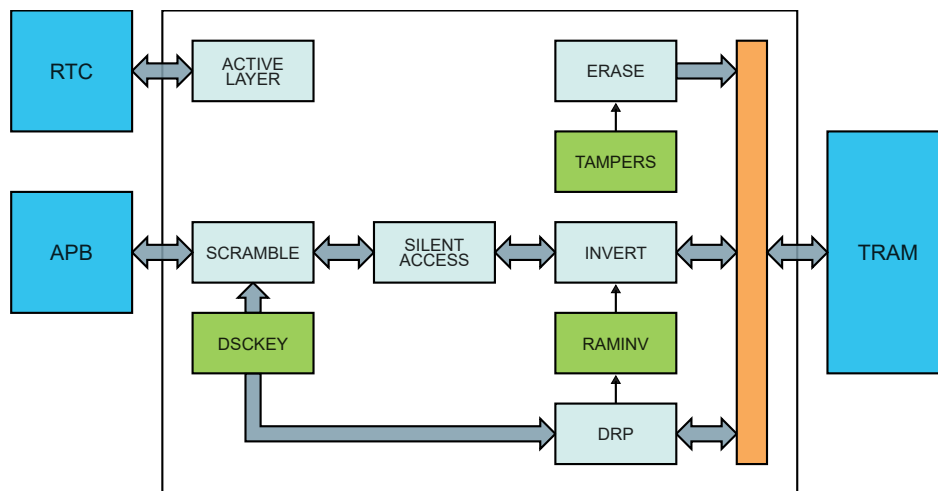 RTC
ACTIVE
LAYER
ERASE
TAMPERS
APB
SCRAMBLE
SILENT
ACCESS
INVERT
TRAM
DSCKEY
RAMINV
DRP